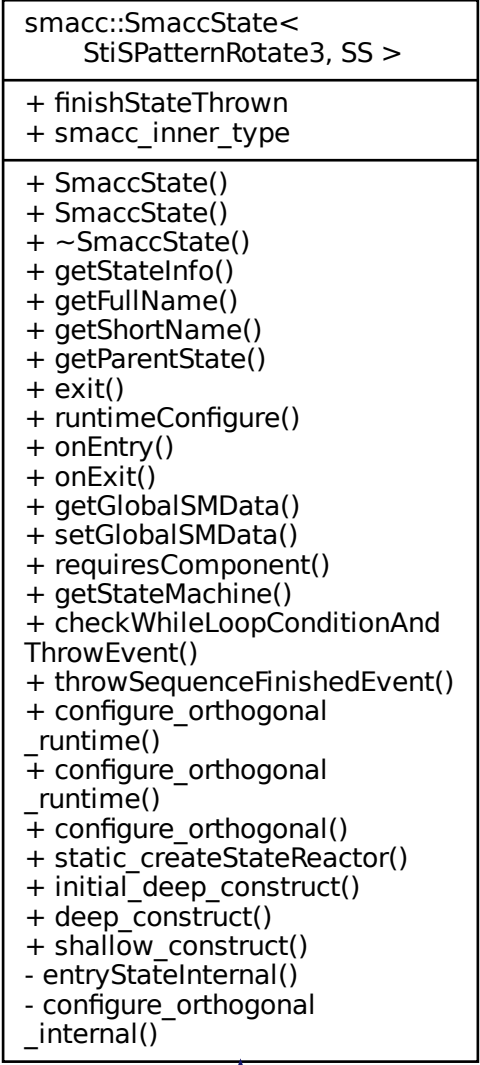 smacc::SmaccState<
StiSPatternRotate3, SS >
+ finishStateThrown
+ smacc_inner_type
+ SmaccState()
+ SmaccState()
+ ~SmaccState()
+ getStateInfo()
+ getFullName()
+ getShortName()
+ getParentState()
+ exit()
+ runtimeConfigure()
+ onEntry()
+ onExit()
+ getGlobalSMData()
+ setGlobalSMData()
+ requiresComponent()
+ getStateMachine()
+ checkWhileLoopConditionAnd
ThrowEvent()
+ throwSequenceFinishedEvent()
+ configure_orthogonal
_runtime()
+ configure_orthogonal
_runtime()
+ configure_orthogonal()
+ static_createStateReactor()
+ initial_deep_construct()
+ deep_construct()
+ shallow_construct()
- entryStateInternal()
- configure_orthogonal
_internal()